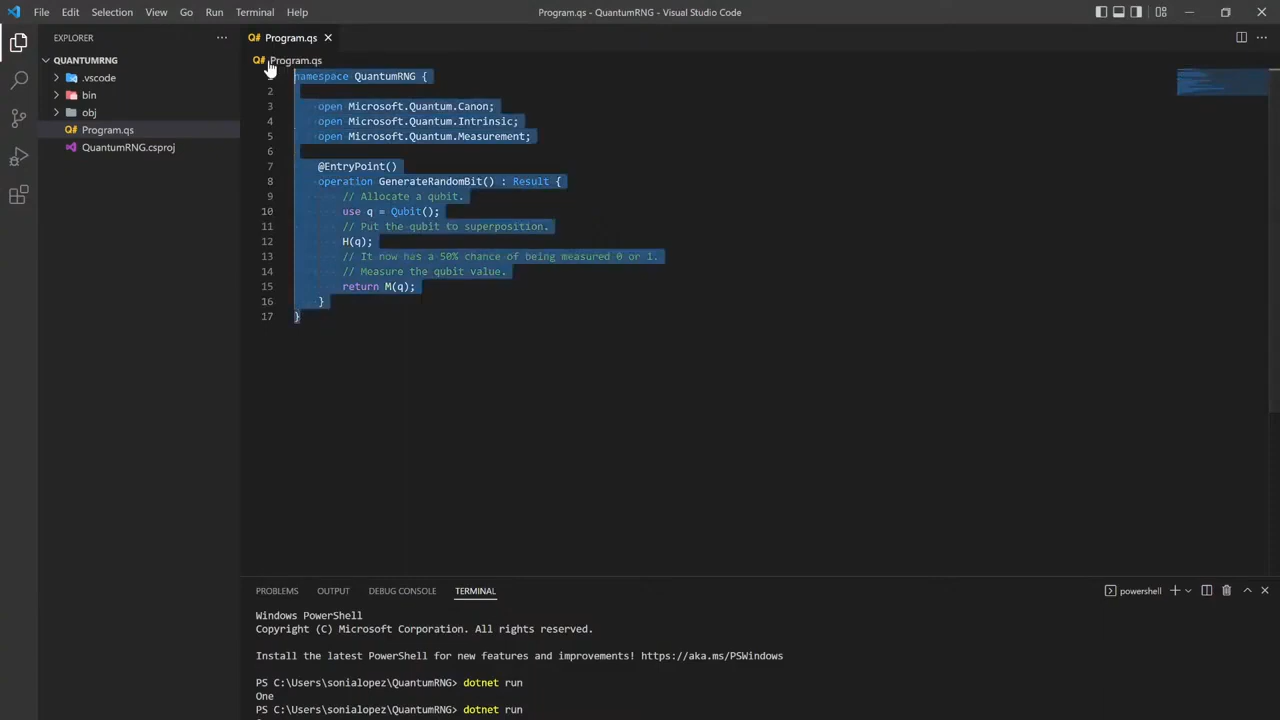 File Edit Selection View Go Run Terminal Help
Program.qs - QuantumRNG - Visual Studio Code
EXPLORER
QUANTUMRNG
.vscode
bin
obj
Program.qs
QuantumRNG.csproj
Program.qs
Program.qs
1 namespace QuantumRNG {
2
3 open Microsoft.Quantum.Canon;
4 open Microsoft.Quantum.Intrinsic;
5 open Microsoft.Quantum.Measurement;
6
7 @EntryPoint()
8 operation GenerateRandomBit() : Result {
9 // Allocate a qubit.
10 use q = Qubit();
11 // Put the qubit to superposition.
12 H(q);
13 // It now has a 50% chance of being measured 0 or 1.
14 // Measure the qubit value.
15 return M(q);
16 }
17 }
PROBLEMS OUTPUT DEBUG CONSOLE TERMINAL
powershell
Windows PowerShell
Copyright (C) Microsoft Corporation. All rights reserved.
Install the latest PowerShell for new features and improvements! https://aka.ms/PSWindows
PS C:\Users\sonialopez\QuantumRNG> dotnet run
One
PS C:\Users\sonialopez\QuantumRNG> dotnet run